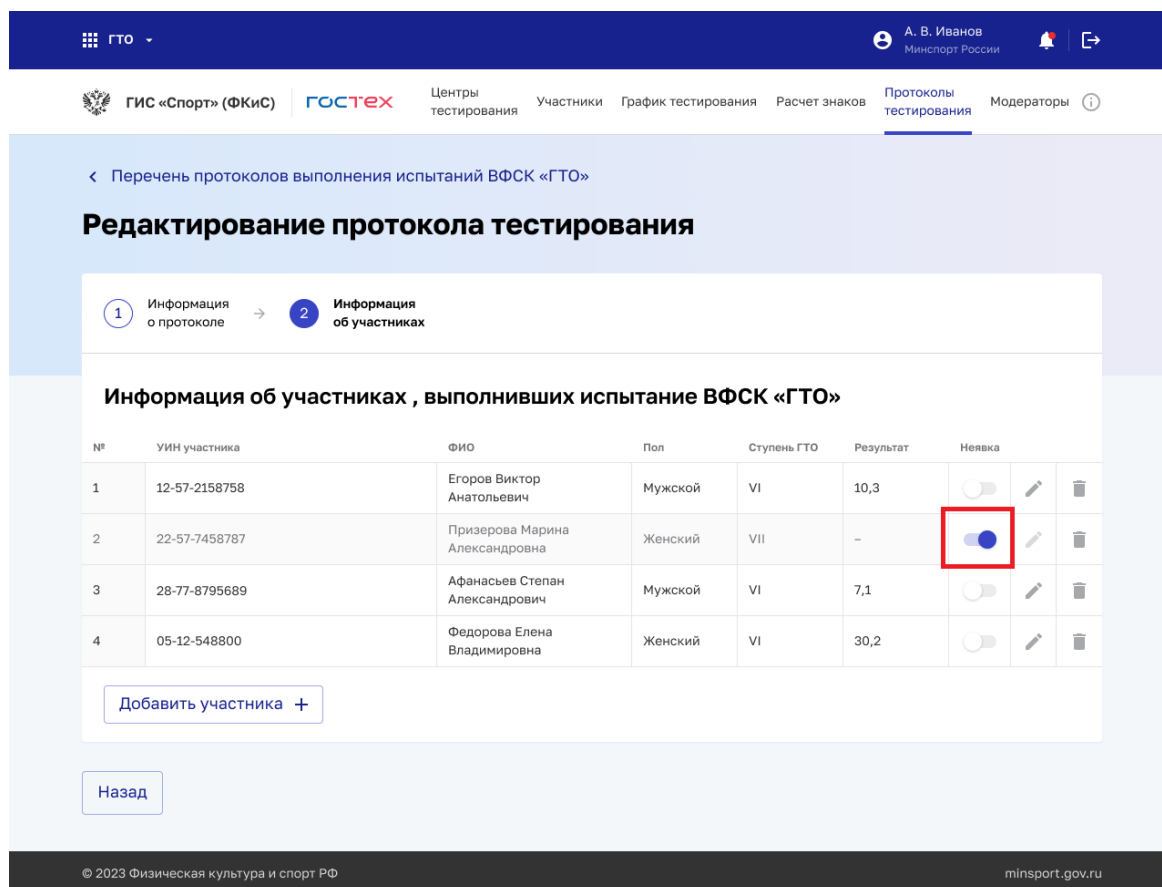 ГТО
А. В. Иванов
Минспорт России
ГИС «Спорт» (ФКиС)
ГОСТЕХ
Центры
тестирования
Участники
График тестирования
Расчет знаков
Протоколы
тестирования
Модераторы
Перечень протоколов выполнения испытаний ВФСК «ГТО»
Редактирование протокола тестирования
1
Информация
о протоколе
2
Информация
об участниках
Информация об участниках , выполнивших испытание ВФСК «ГТО»
№ УИН участника ФИО Пол Ступень ГТО Результат Неявка
1 12-57-2158758 Егоров Виктор Анатольевич Мужской VI 10,3
2 22-57-7458787 Призерова Марина Александровна Женский VII –
3 28-77-8795689 Афанасьев Степан Александрович Мужской VI 7,1
4 05-12-548800 Федорова Елена Владимировна Женский VI 30,2
Добавить участника +
Назад
© 2023 Физическая культура и спорт РФ
minsport.gov.ru